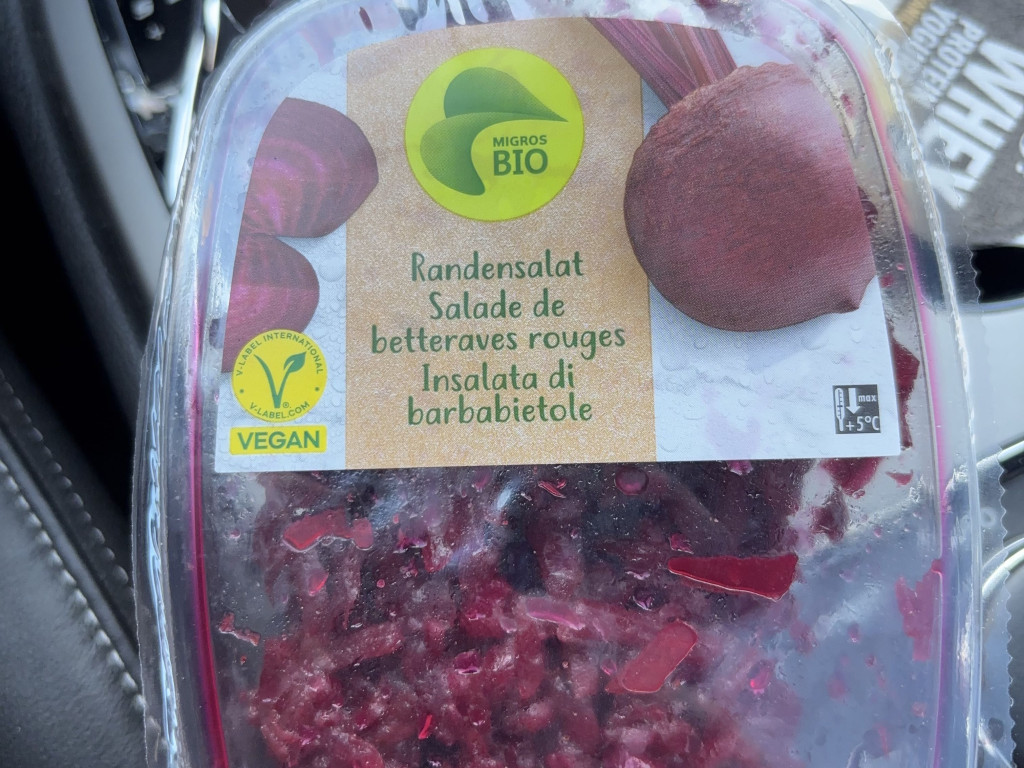 MIGROS
BIO
Randensalat
Salade de
betteraves rouges
Insalata di
barbabietole
V-LABEL INTERNATIONAL
V-LABEL.COM
®
VEGAN
max
+5°C
WHEY
PROTEIN